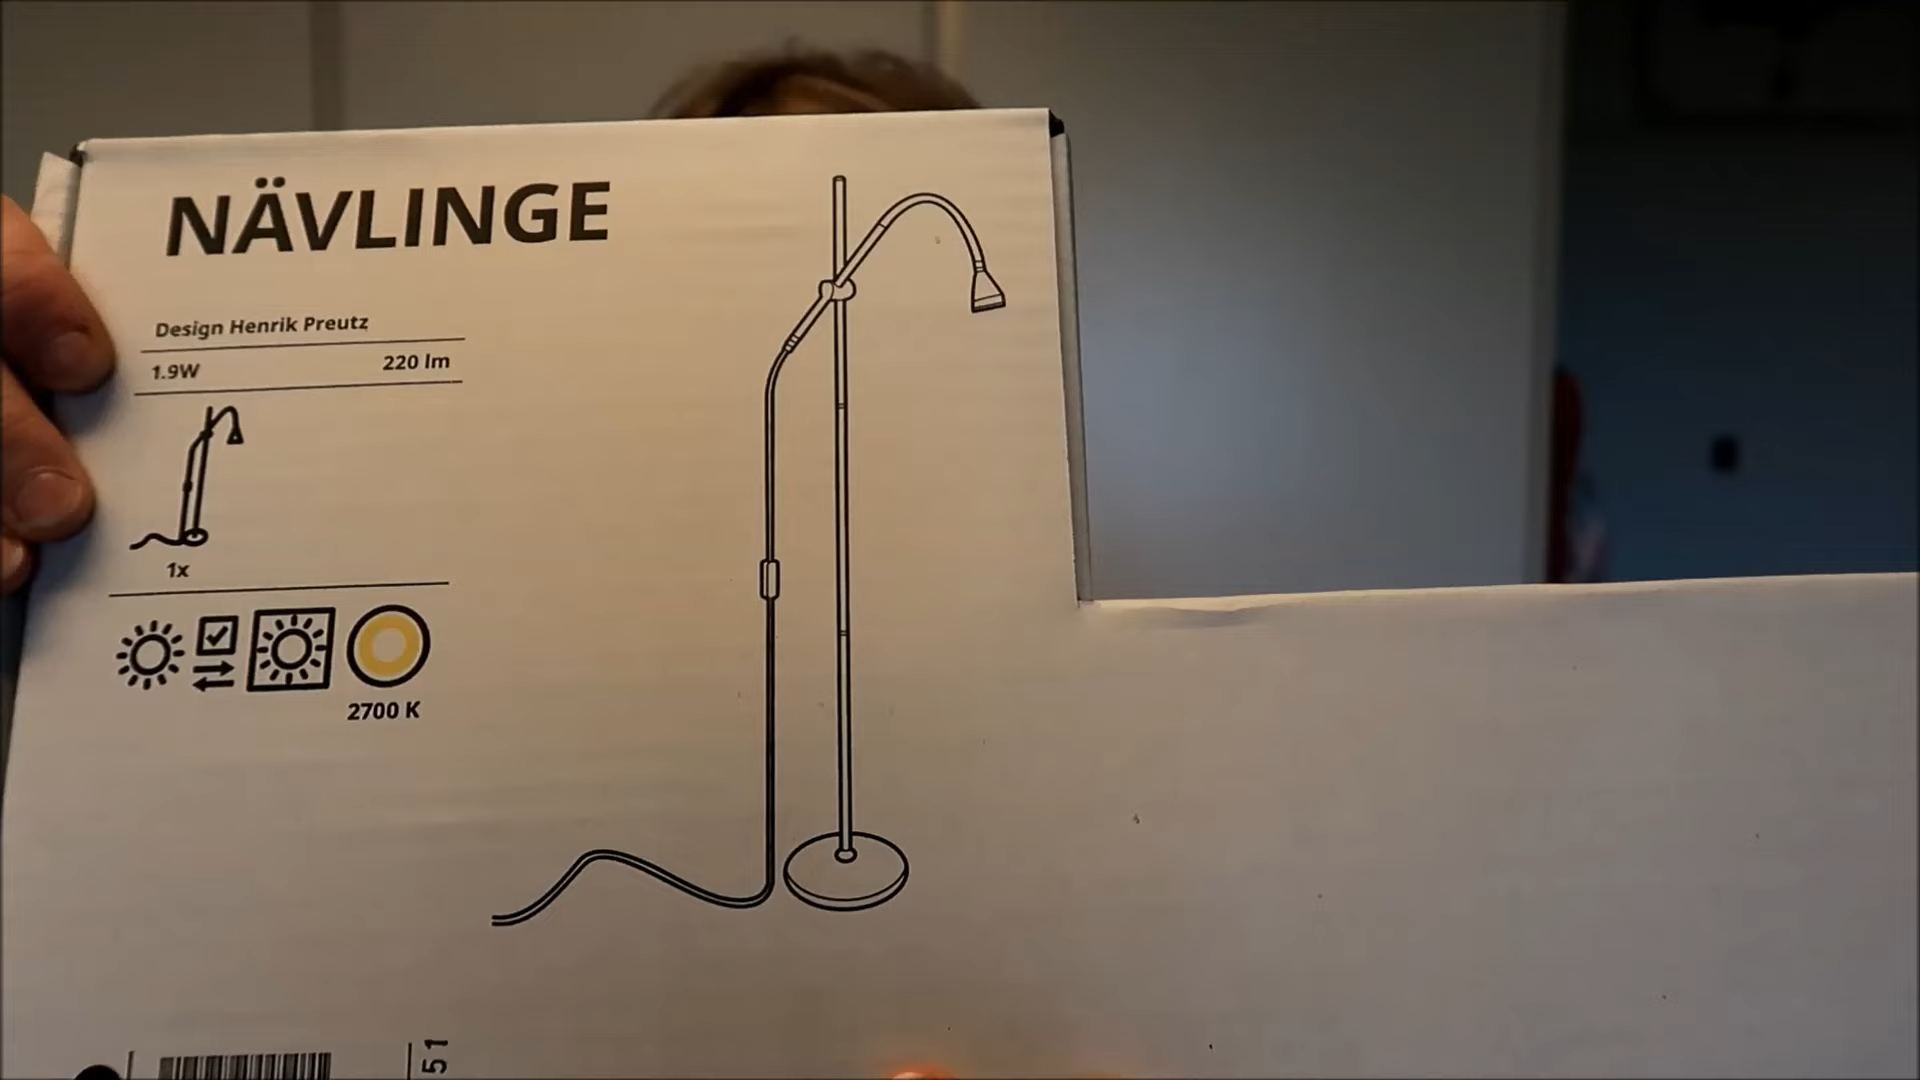 NÄVLINGE
Design Henrik Preutz
1.9W 220 lm
1x
2700 K
51